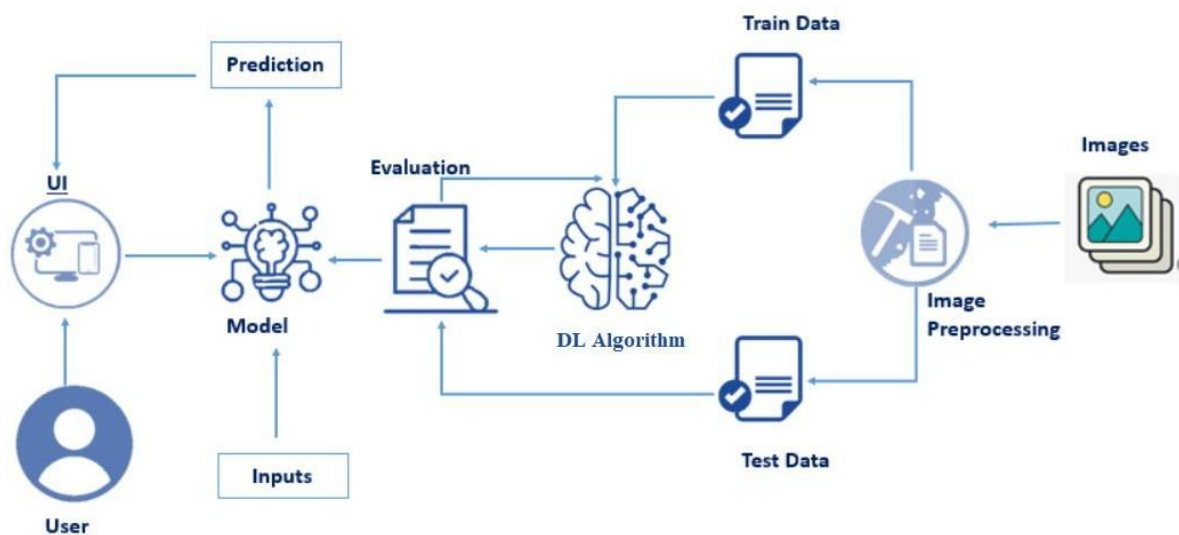 Train Data
Prediction
Images
Evaluation
UI
Image
Preprocessing
Model
DL Algorithm
Inputs
Test Data
User